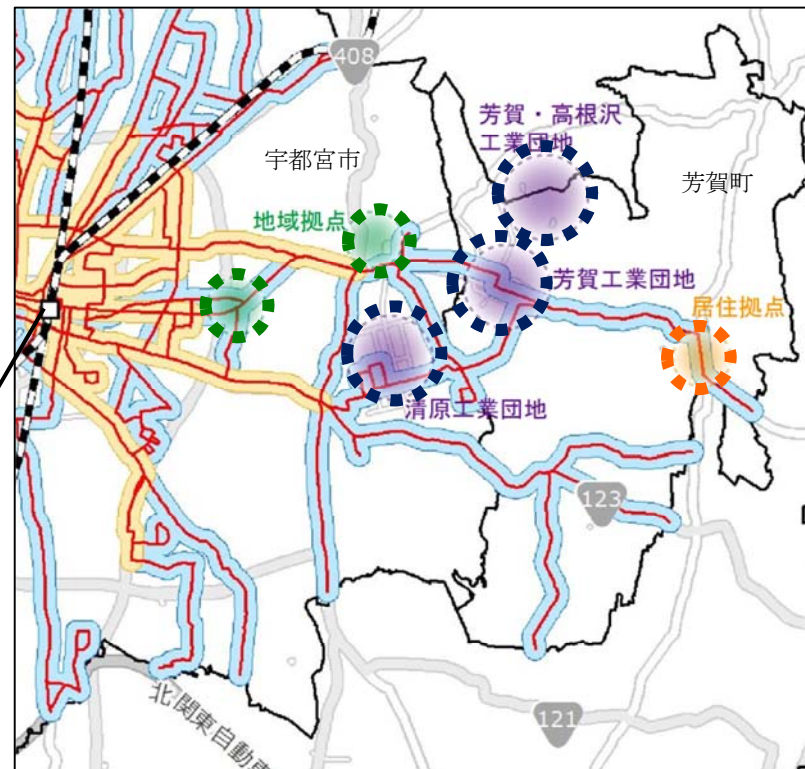 408
芳賀・高根沢
工業団地
宇都宮市
芳賀町
地域拠点
芳賀工業団地
居住拠点
清原工業団地
123
北関東自動車
121